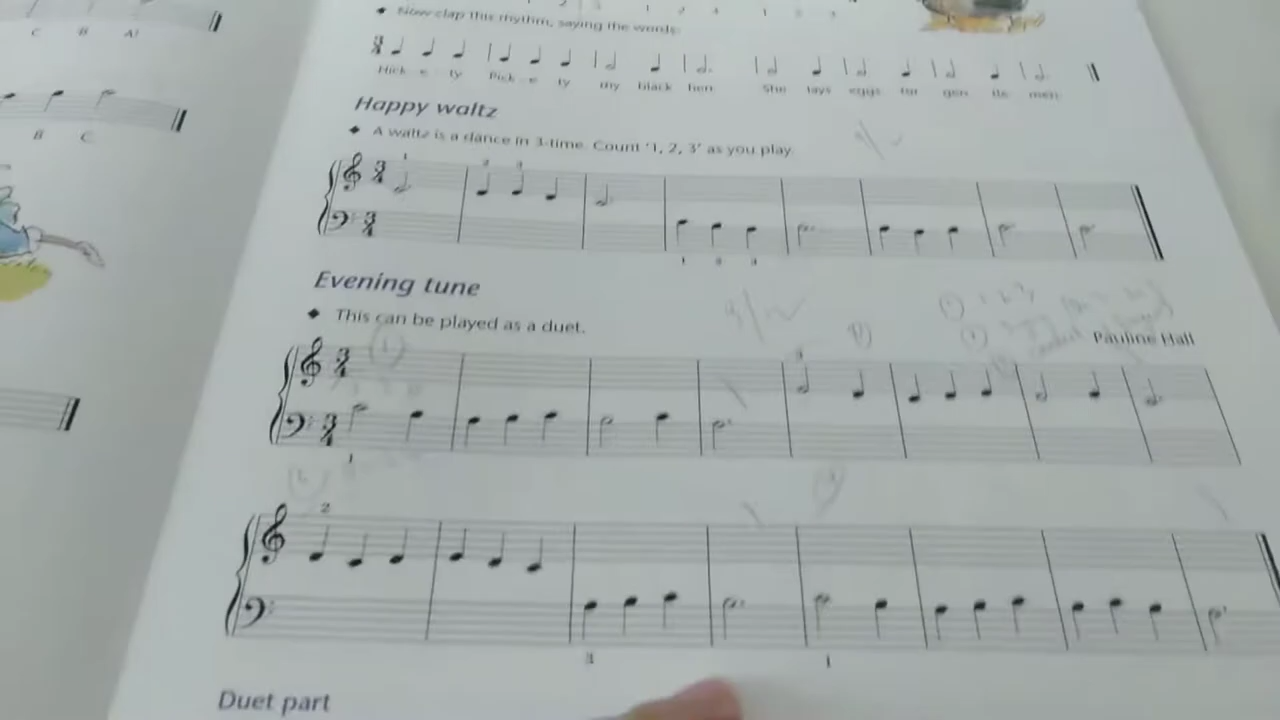 C B A!
B C
Now clap this rhythm, saying the words:
Hick - e - ty Pick - e - ty my black hen She lays eggs for gen tle men
Happy waltz
A waltz is a dance in 3-time. Count '1, 2, 3' as you play.
Evening tune
This can be played as a duet.
Pauline Hall
Duet part